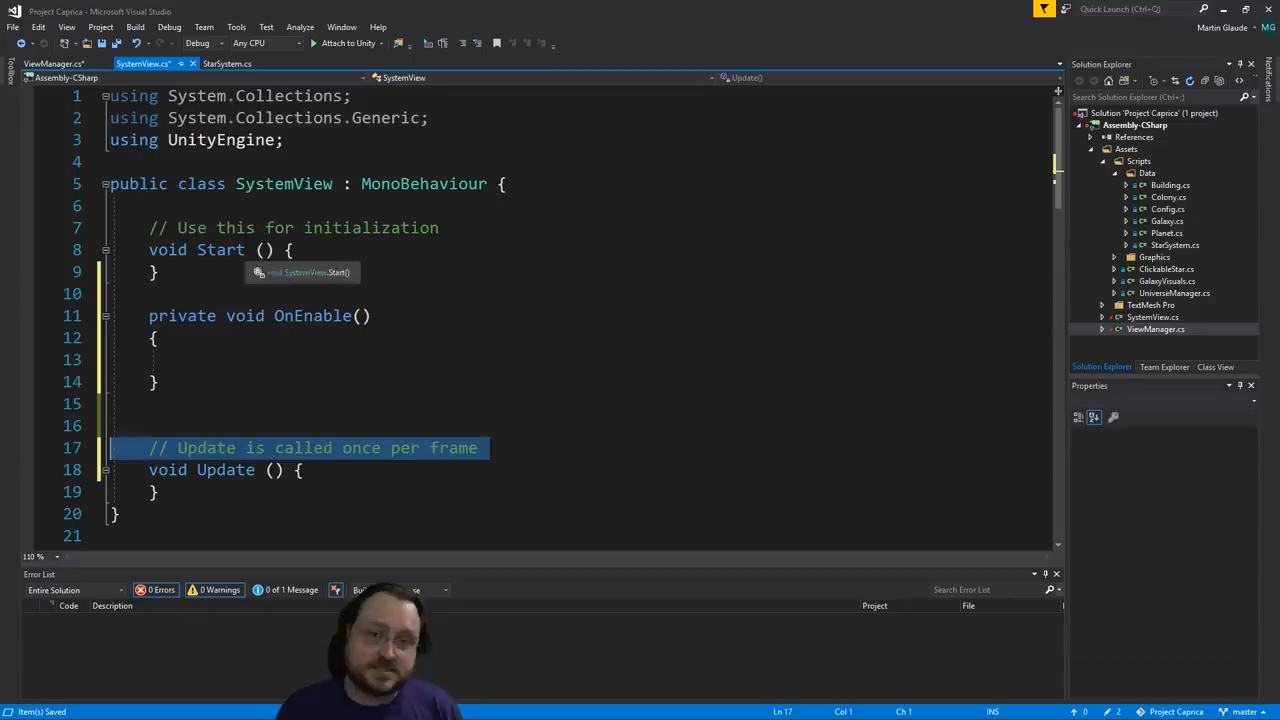 Project Caprica - Microsoft Visual Studio
Quick Launch (Ctrl+Q)
File Edit View Project Build Debug Team Tools Test Analyze Window Help
Martin Glaude MG
Debug Any CPU Attach to Unity
Toolbox
ViewManager.cs* SystemView.cs* StarSystem.cs
Assembly-CSharp SystemView Update()
1 using System.Collections;
2 using System.Collections.Generic;
3 using UnityEngine;
4
5 public class SystemView : MonoBehaviour {
6
7 // Use this for initialization
8 void Start () {
void SystemView.Start()
9 }
10
11 private void OnEnable()
12 {
13
14 }
15
16
17 // Update is called once per frame
18 void Update () {
19 }
20 }
21
110 %
Solution Explorer
Search Solution Explorer (Ctrl+;)
Solution 'Project Caprica' (1 project)
Assembly-CSharp
References
Assets
Scripts
Data
Building.cs
Colony.cs
Config.cs
Galaxy.cs
Planet.cs
StarSystem.cs
Graphics
ClickableStar.cs
GalaxyVisuals.cs
UniverseManager.cs
TextMesh Pro
SystemView.cs
ViewManager.cs
Solution Explorer Team Explorer Class View
Properties
Notifications
Error List
Entire Solution 0 Errors 0 Warnings 0 of 1 Message
Search Error List
Code Description Project File
Item(s) Saved Ln 17 Col 1 Ch 1 INS 0 2 Project Caprica master